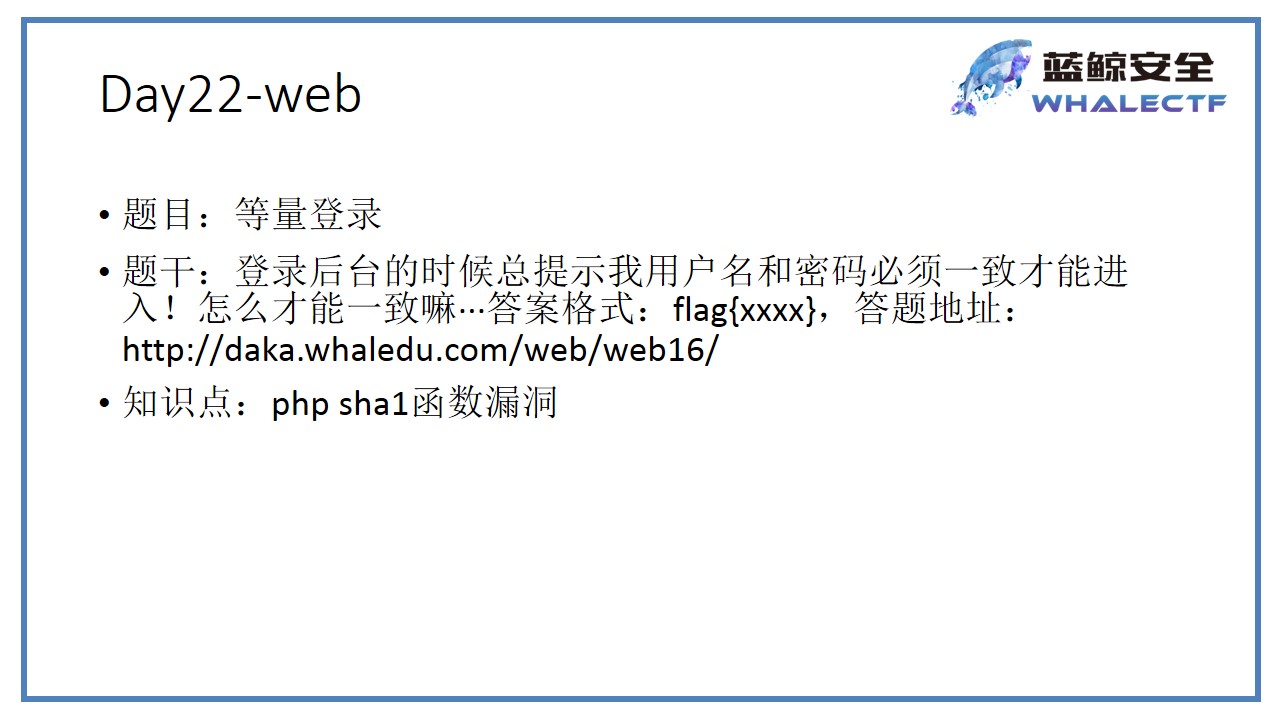 Day22-web
蓝鲸安全
WHALECTF
• 题目：等量登录
• 题干：登录后台的时候总提示我用户名和密码必须一致才能进
入！怎么才能一致嘛…答案格式：flag{xxxx}，答题地址：
http://daka.whaledu.com/web/web16/
• 知识点：php sha1函数漏洞